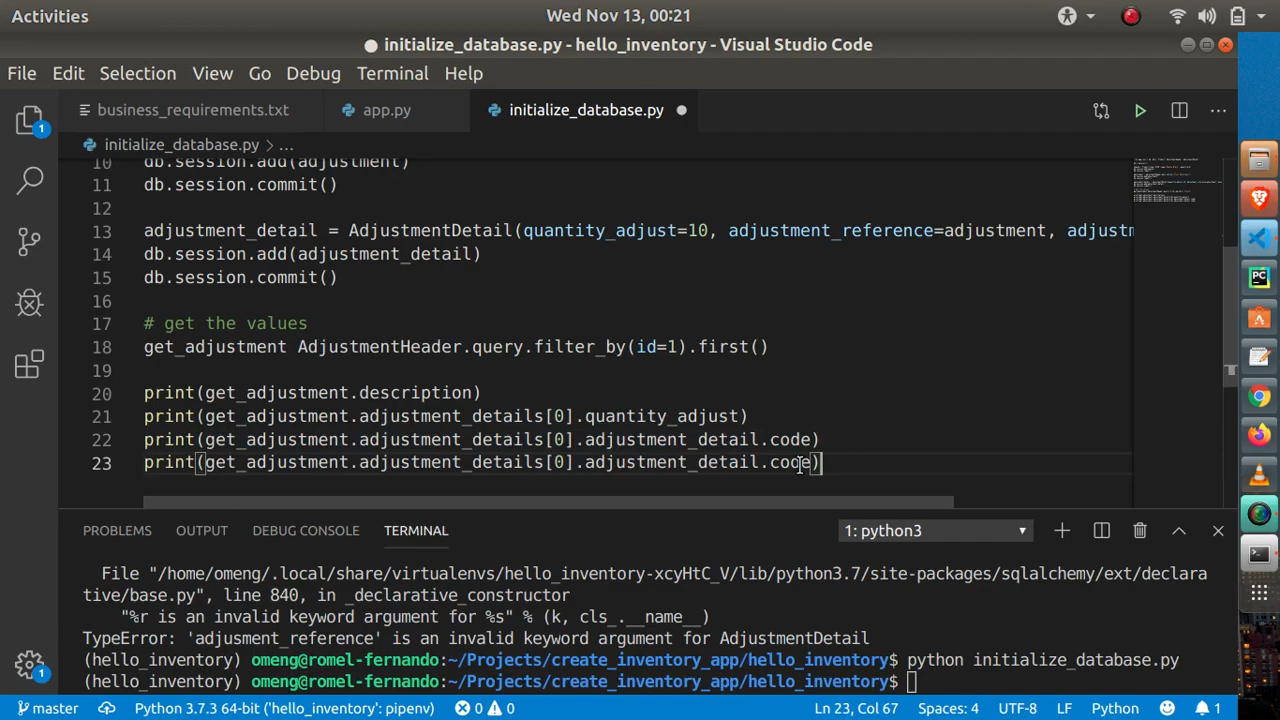 Activities
Wed Nov 13, 00:21
initialize_database.py - hello_inventory - Visual Studio Code
File Edit Selection View Go Debug Terminal Help
business_requirements.txt app.py initialize_database.py
initialize_database.py > ...
10 db.session.add(adjustment)
11 db.session.commit()
12
13 adjustment_detail = AdjustmentDetail(quantity_adjust=10, adjustment_reference=adjustment, adjustm
14 db.session.add(adjustment_detail)
15 db.session.commit()
16
17 # get the values
18 get_adjustment AdjustmentHeader.query.filter_by(id=1).first()
19
20 print(get_adjustment.description)
21 print(get_adjustment.adjustment_details[0].quantity_adjust)
22 print(get_adjustment.adjustment_details[0].adjustment_detail.code)
23 print(get_adjustment.adjustment_details[0].adjustment_detail.code)
PROBLEMS OUTPUT DEBUG CONSOLE TERMINAL 1: python3
File "/home/omeng/.local/share/virtualenvs/hello_inventory-xcyHtC_V/lib/python3.7/site-packages/sqlalchemy/ext/declara
tive/base.py", line 840, in _declarative_constructor
"%r is an invalid keyword argument for %s" % (k, cls_.__name__)
TypeError: 'adjusment_reference' is an invalid keyword argument for AdjustmentDetail
(hello_inventory) omeng@romel-fernando:~/Projects/create_inventory_app/hello_inventory$ python initialize_database.py
(hello_inventory) omeng@romel-fernando:~/Projects/create_inventory_app/hello_inventory$
master Python 3.7.3 64-bit ('hello_inventory': pipenv) 0 0 Ln 23, Col 67 Spaces: 4 UTF-8 LF Python 1